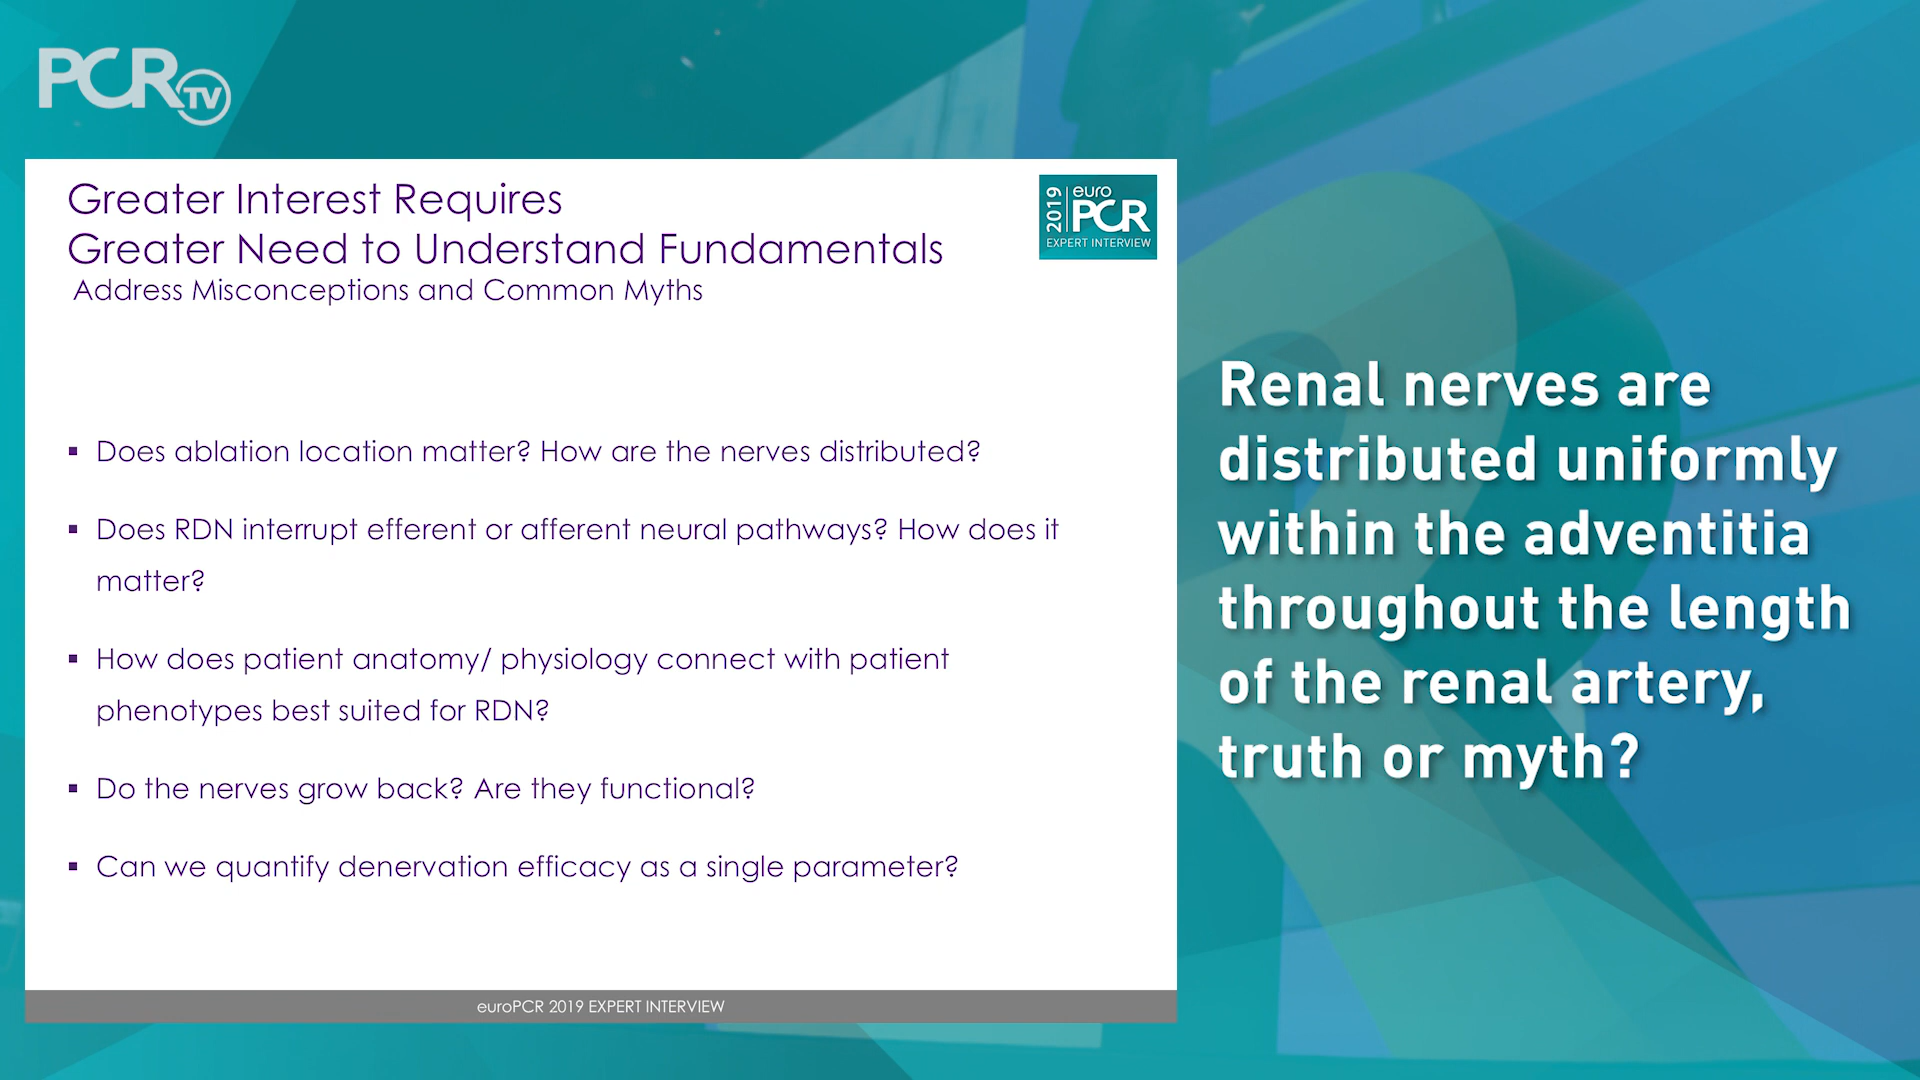 PCR TV
Greater Interest Requires
Greater Need to Understand Fundamentals
Address Misconceptions and Common Myths
2019 euro
PCR
EXPERT INTERVIEW
▪ Does ablation location matter? How are the nerves distributed?
▪ Does RDN interrupt efferent or afferent neural pathways? How does it
matter?
▪ How does patient anatomy/ physiology connect with patient
phenotypes best suited for RDN?
▪ Do the nerves grow back? Are they functional?
▪ Can we quantify denervation efficacy as a single parameter?
euroPCR 2019 EXPERT INTERVIEW
Renal nerves are
distributed uniformly
within the adventitia
throughout the length
of the renal artery,
truth or myth?